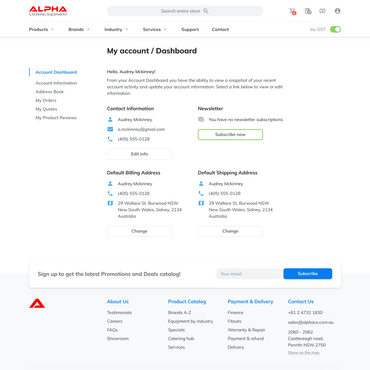 ALPHA
CATERING EQUIPMENT
Search entire store
Products
Brands
Industry
Services
Support
Contact
Inc GST
My account / Dashboard
Account Dashboard
Account Information
Address Book
My Orders
My Quotes
My Product Reviews
Hello, Audrey Mckinney!
From your Account Dashboard you have the ability to view a snapshot of your recent
account activity and update your account information. Select a link below to view or edit
information.
Contact Information
Audrey Mckinney
a.mckinney@gmail.com
(405) 555-0128
Edit info
Newsletter
You have no newsletter subscriptions
Subscribe now
Default Billing Address
Audrey Mckinney
(405) 555-0128
29 Wallace St, Burwood NSW
New South Wales, Sidney, 2134
Australia
Change
Default Shipping Address
Audrey Mckinney
(405) 555-0128
29 Wallace St, Burwood NSW
New South Wales, Sidney, 2134
Australia
Change
Sign up to get the latest Promotions and Deals catalog!
Your email
Subscribe
About Us
Testimonials
Careers
FAQs
Showroom
Product Catalog
Brands A-Z
Equipment by industry
Specials
Catering hub
Services
Payment & Delivery
Finance
Fitouts
Warranty & Repair
Payment & refund
Delivery
Contact Us
+61 2 4732 1830
sales@alphace.com.au
2060 - 2062
Castlereagh road,
Penrith NSW 2750
Show on the map